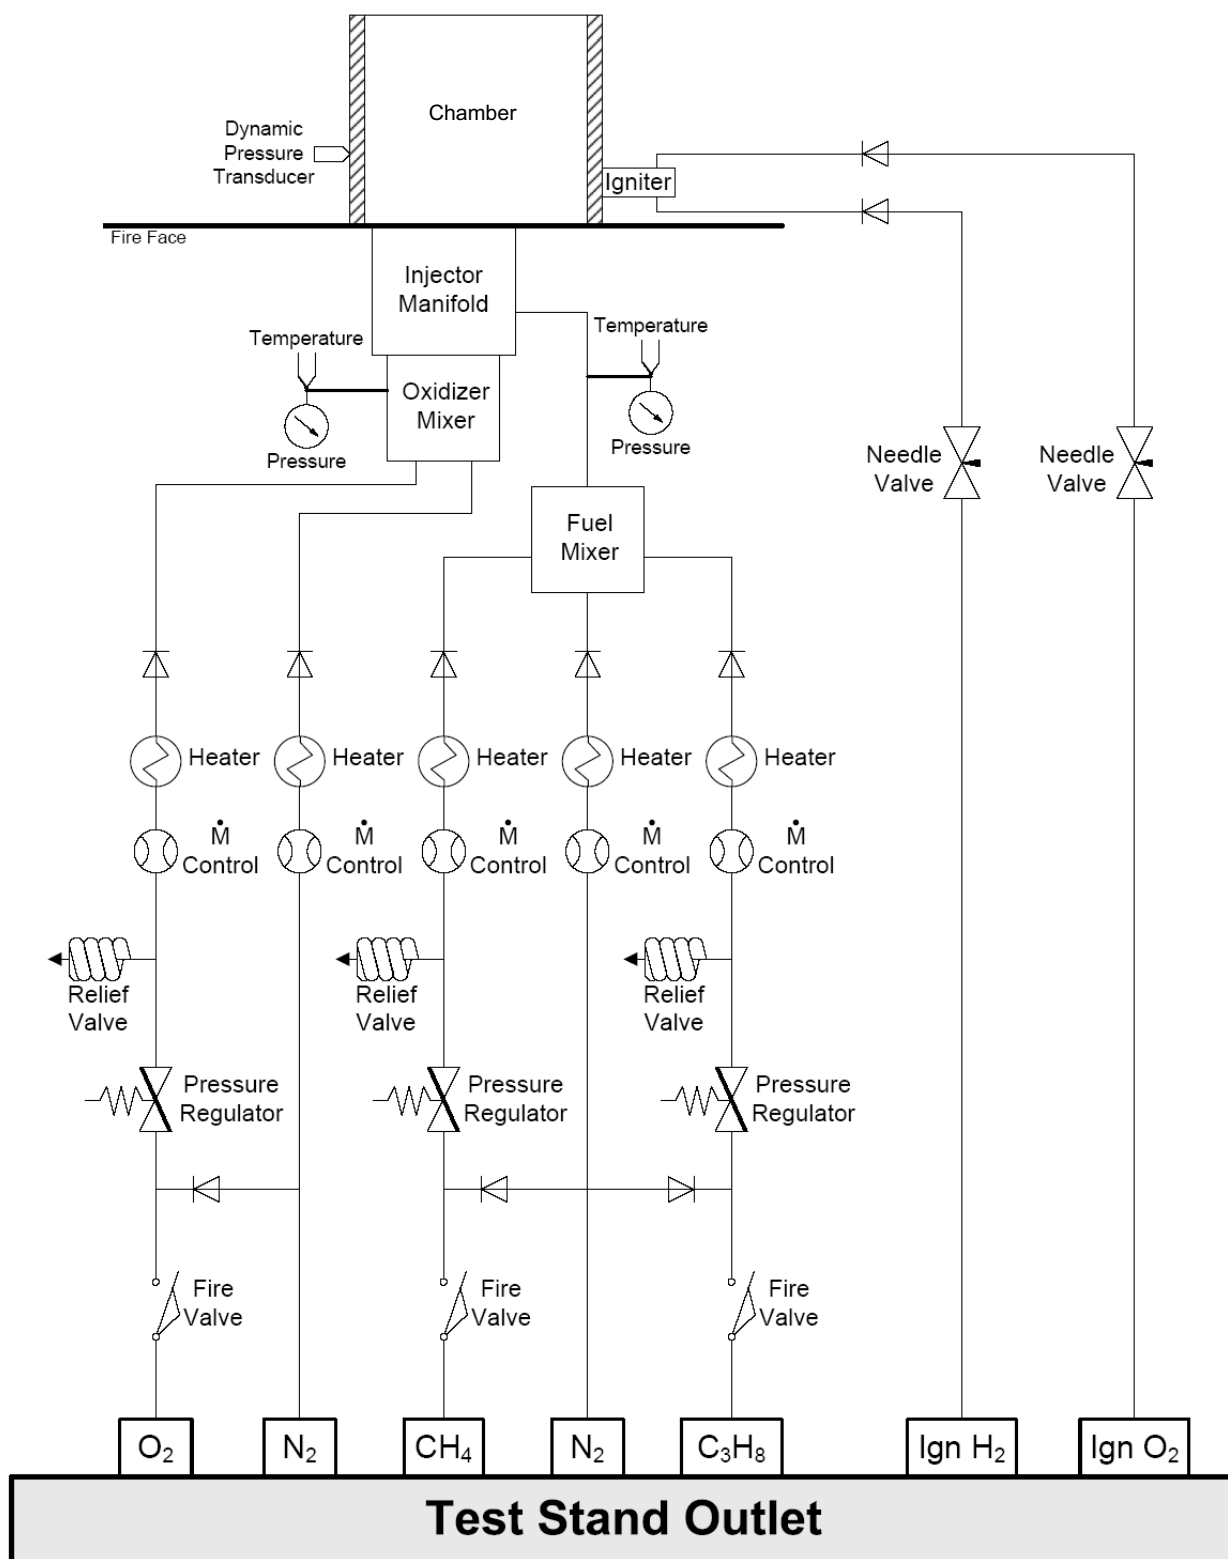 Chamber
Dynamic
Pressure
Transducer
Igniter
Fire Face
Injector
Manifold
Temperature
Temperature
Oxidizer
Mixer
Pressure
Pressure
Needle
Valve
Needle
Valve
Fuel
Mixer
Heater
Heater
Heater
Heater
Heater
Ṁ
Control
Ṁ
Control
Ṁ
Control
Ṁ
Control
Ṁ
Control
Relief
Valve
Relief
Valve
Relief
Valve
Pressure
Regulator
Pressure
Regulator
Pressure
Regulator
Fire
Valve
Fire
Valve
Fire
Valve
O₂
N₂
CH₄
N₂
C₃H₈
Ign H₂
Ign O₂
Test Stand Outlet